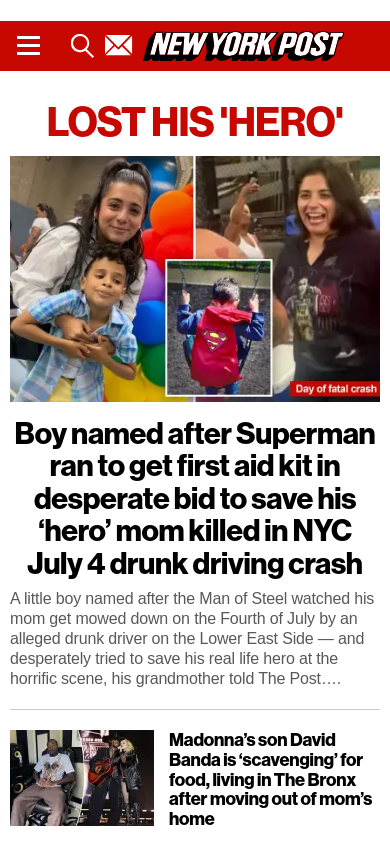 NEW YORK POST
LOST HIS 'HERO'
Day of fatal crash
Boy named after Superman
ran to get first aid kit in
desperate bid to save his
‘hero’ mom killed in NYC
July 4 drunk driving crash
A little boy named after the Man of Steel watched his
mom get mowed down on the Fourth of July by an
alleged drunk driver on the Lower East Side — and
desperately tried to save his real life hero at the
horrific scene, his grandmother told The Post….
Madonna’s son David
Banda is ‘scavenging’ for
food, living in The Bronx
after moving out of mom’s
home